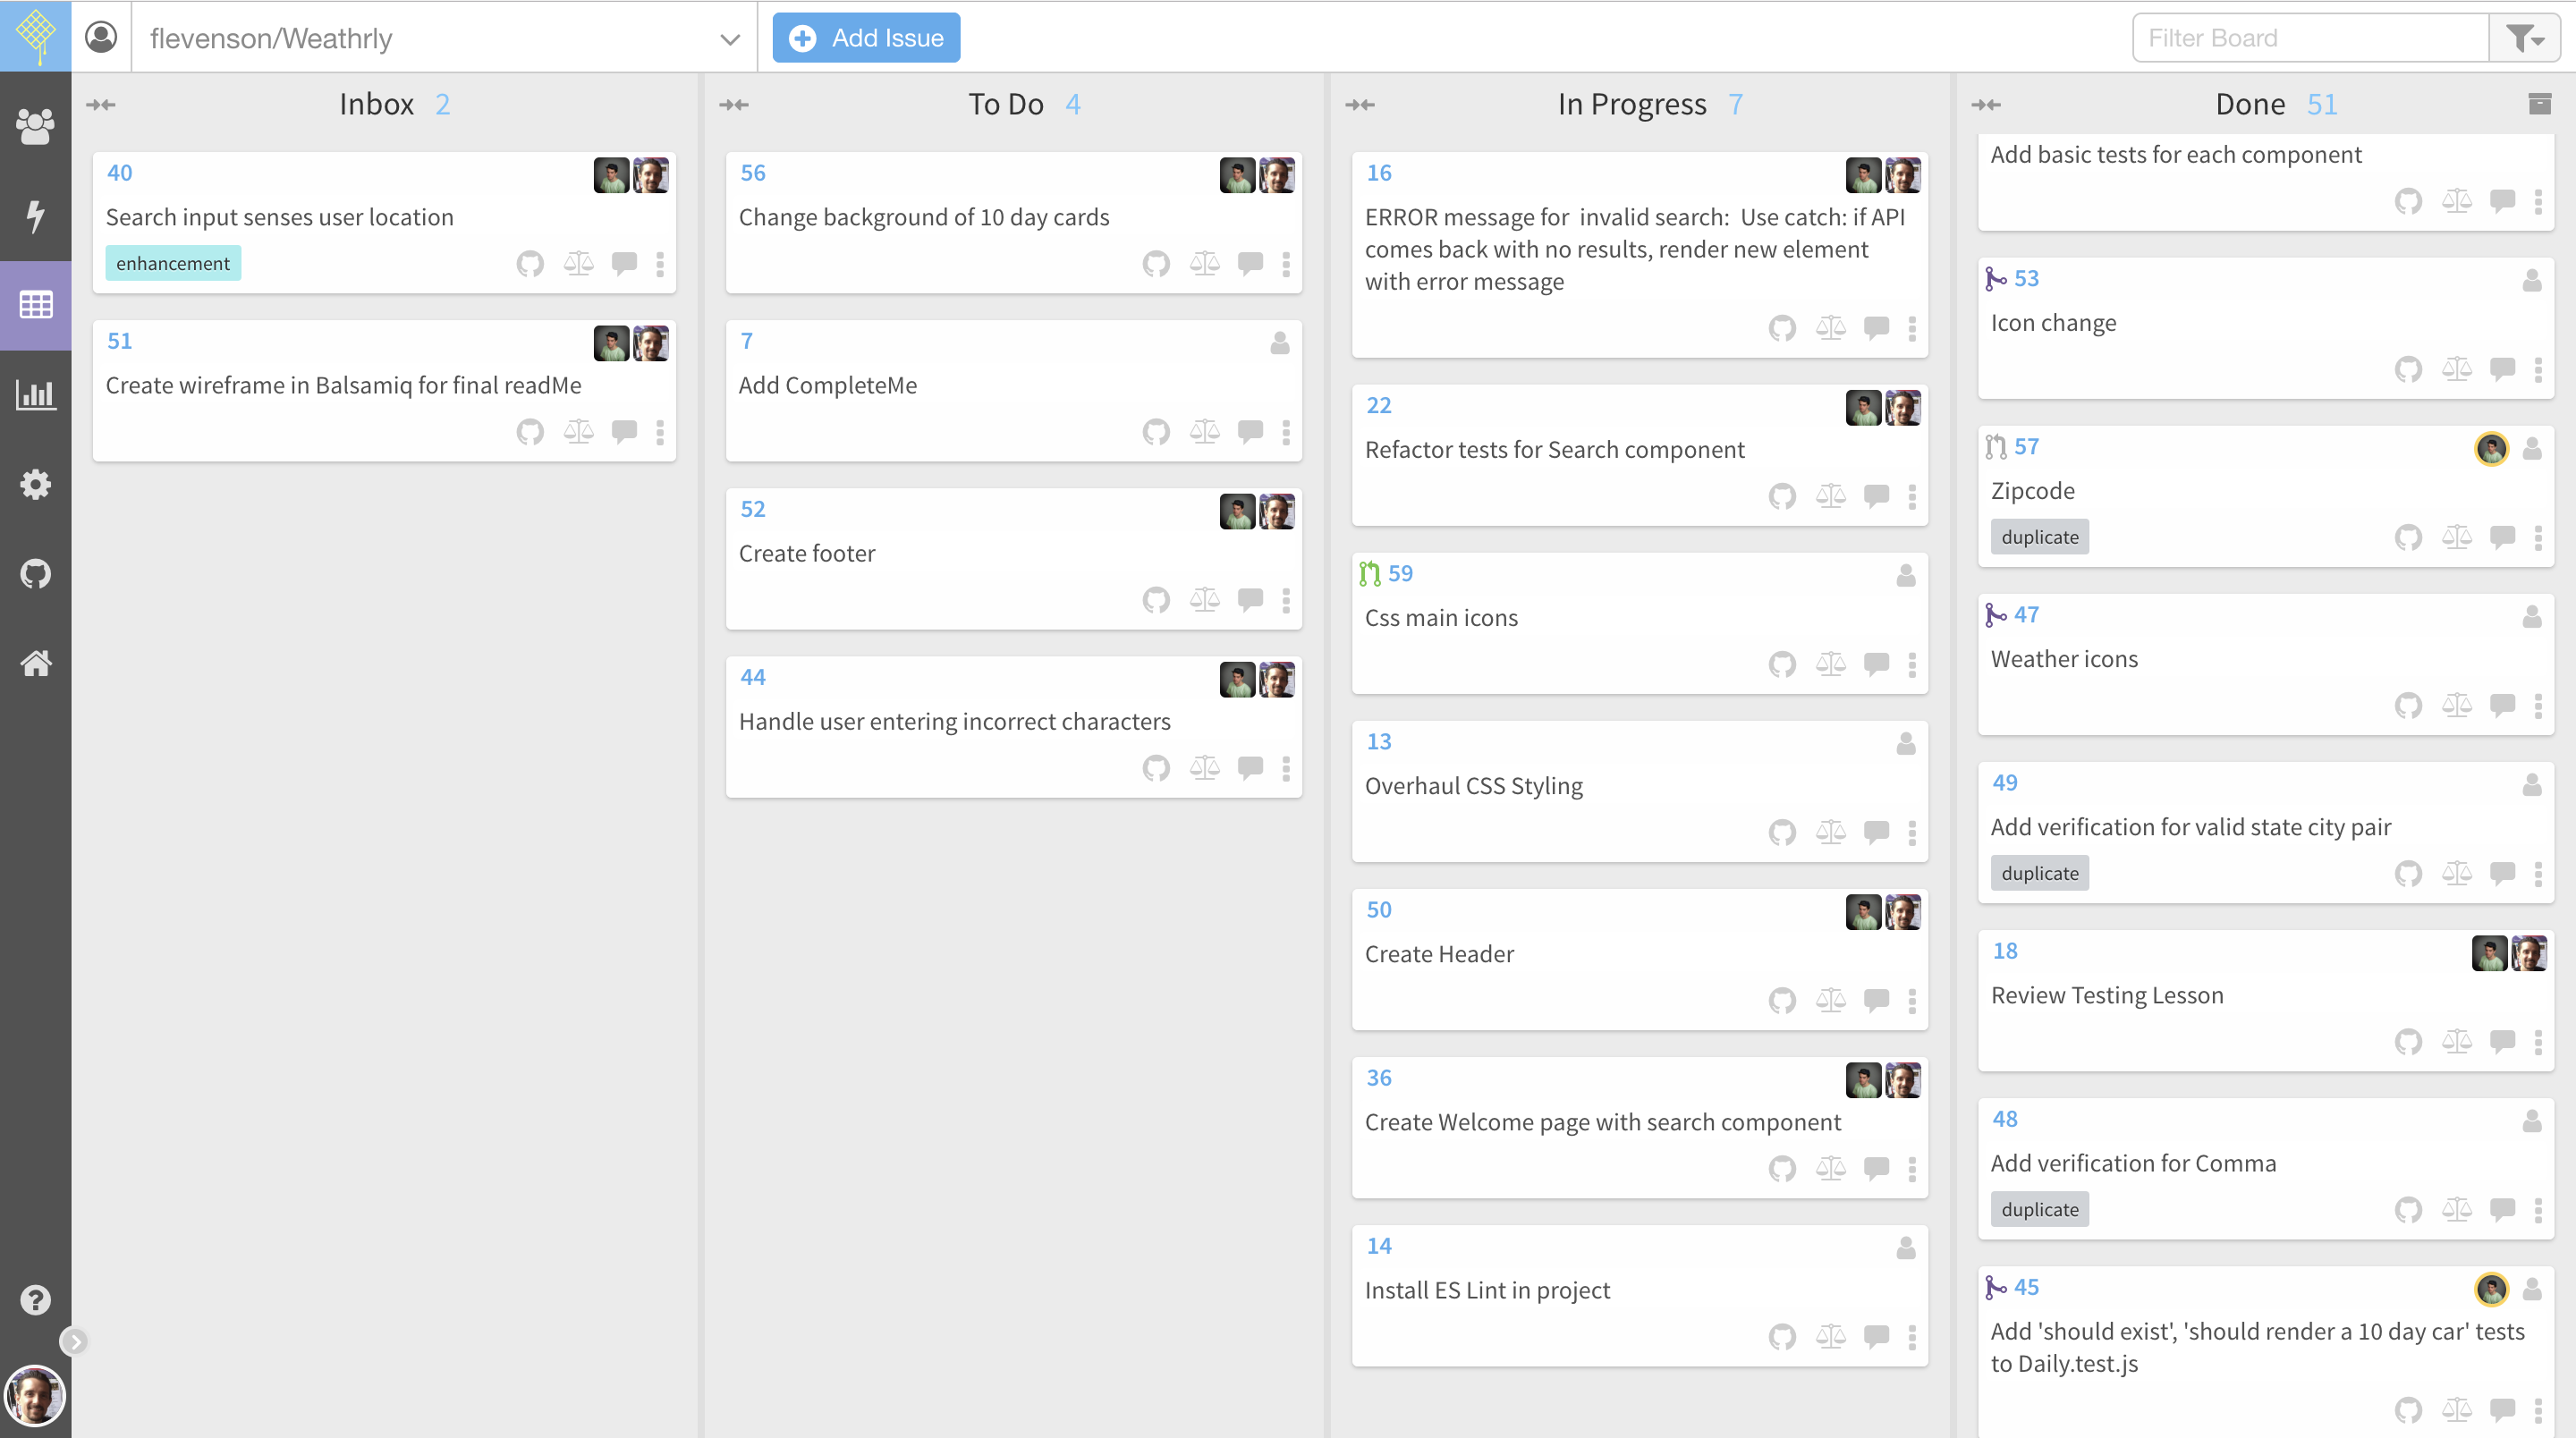 flevenson/Weathrly
Add Issue
Filter Board
Inbox 2
40
Search input senses user location
enhancement
51
Create wireframe in Balsamiq for final readMe
To Do 4
56
Change background of 10 day cards
7
Add CompleteMe
52
Create footer
44
Handle user entering incorrect characters
In Progress 7
16
ERROR message for  invalid search:  Use catch: if API
comes back with no results, render new element
with error message
22
Refactor tests for Search component
59
Css main icons
13
Overhaul CSS Styling
50
Create Header
36
Create Welcome page with search component
14
Install ES Lint in project
Done 51
Add basic tests for each component
53
Icon change
57
Zipcode
duplicate
47
Weather icons
49
Add verification for valid state city pair
duplicate
18
Review Testing Lesson
48
Add verification for Comma
duplicate
45
Add 'should exist', 'should render a 10 day car' tests
to Daily.test.js